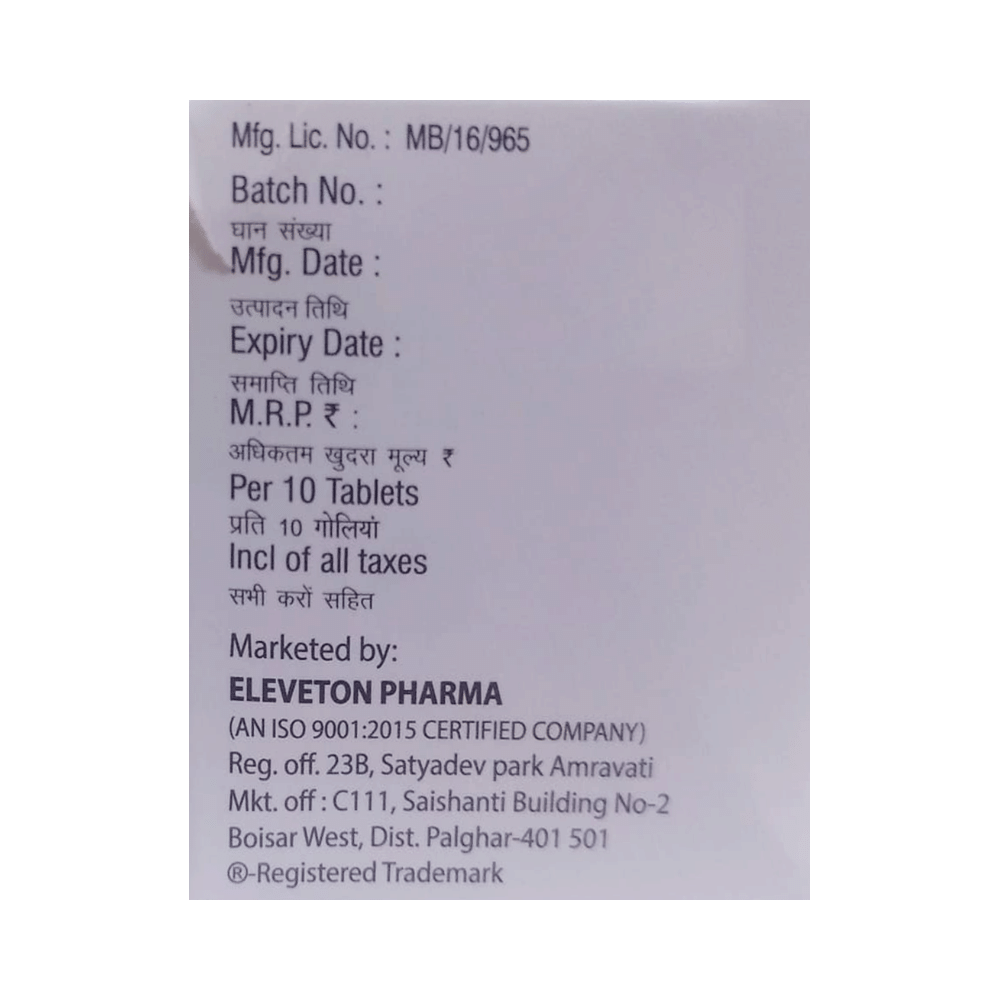 Mfg. Lic. No. : MB/16/965
Batch No. :
घान संख्या
Mfg. Date :
उत्पादन तिथि
Expiry Date :
समाप्ति तिथि
M.R.P. ₹ :
अधिकतम खुदरा मूल्य ₹
Per 10 Tablets
प्रति 10 गोलियां
Incl of all taxes
सभी करों सहित
Marketed by:
ELEVETON PHARMA
(AN ISO 9001:2015 CERTIFIED COMPANY)
Reg. off. 23B, Satyadev park Amravati
Mkt. off : C111, Saishanti Building No-2
Boisar West, Dist. Palghar-401 501
®-Registered Trademark